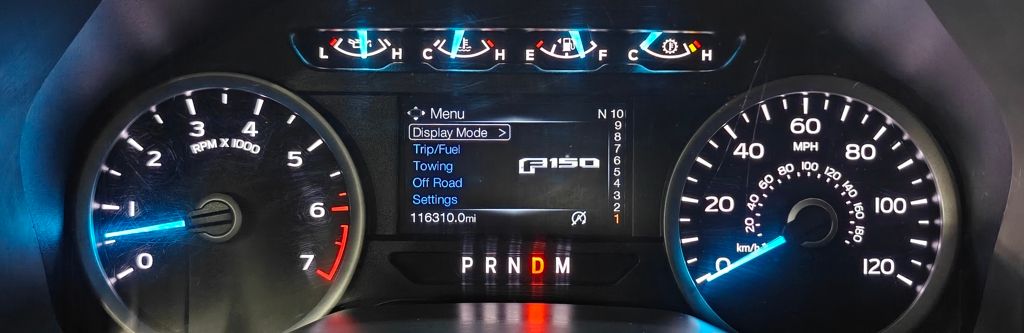 L H C H E F C H
0 1 2 3 4 5 6 7
RPM X 1000
Menu
Display Mode >
Trip/Fuel
Towing
Off Road
Settings
116310.0mi
F150
N 10
9
8
7
6
5
4
3
2
1
P R N D M
0 20 40 60 80 100 120
MPH
20 40 60 80 100 120 140 160 180
km/h